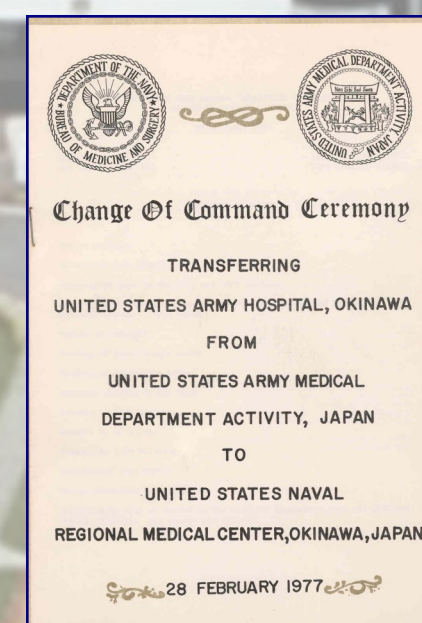 DEPARTMENT OF THE NAVY
BUREAU OF MEDICINE AND SURGERY
UNITED STATES ARMY MEDICAL DEPARTMENT ACTIVITY
JAPAN
Change Of Command Ceremony
TRANSFERRING
UNITED STATES ARMY HOSPITAL, OKINAWA
FROM
UNITED STATES ARMY MEDICAL
DEPARTMENT ACTIVITY, JAPAN
TO
UNITED STATES NAVAL
REGIONAL MEDICAL CENTER, OKINAWA, JAPAN
28 FEBRUARY 1977